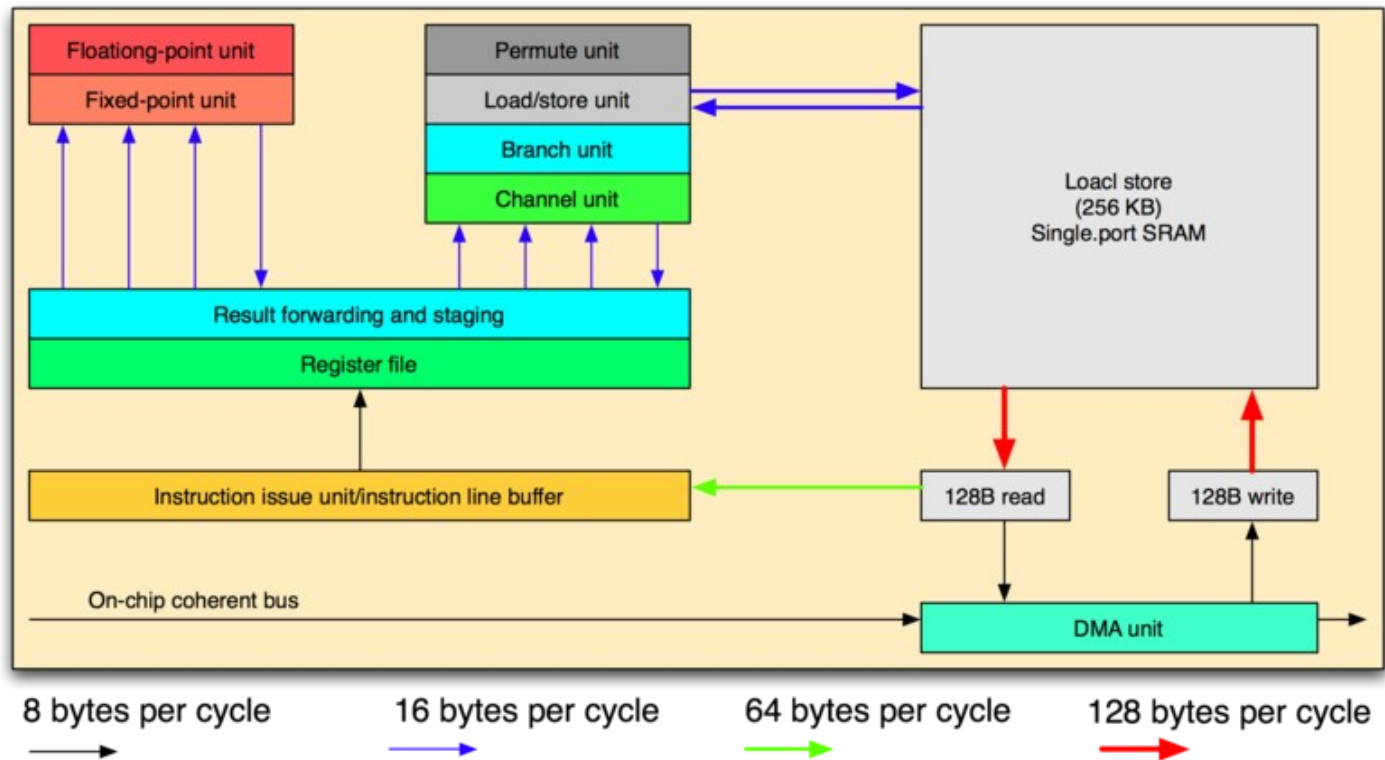 Floationg-point unit
Fixed-point unit
Permute unit
Load/store unit
Branch unit
Channel unit
Loacl store
(256 KB)
Single.port SRAM
Result forwarding and staging
Register file
Instruction issue unit/instruction line buffer
128B read
128B write
On-chip coherent bus
DMA unit
8 bytes per cycle
16 bytes per cycle
64 bytes per cycle
128 bytes per cycle